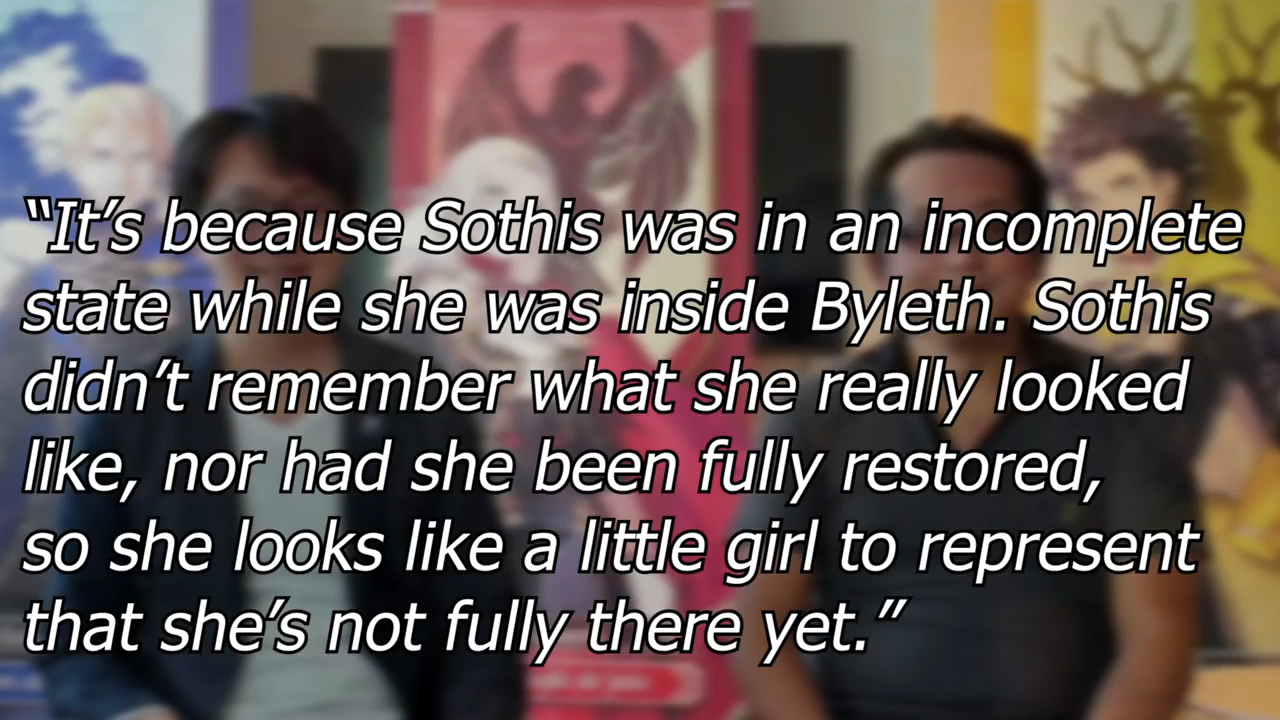 “It’s because Sothis was in an incomplete
state while she was inside Byleth. Sothis
didn’t remember what she really looked
like, nor had she been fully restored,
so she looks like a little girl to represent
that she’s not fully there yet.”